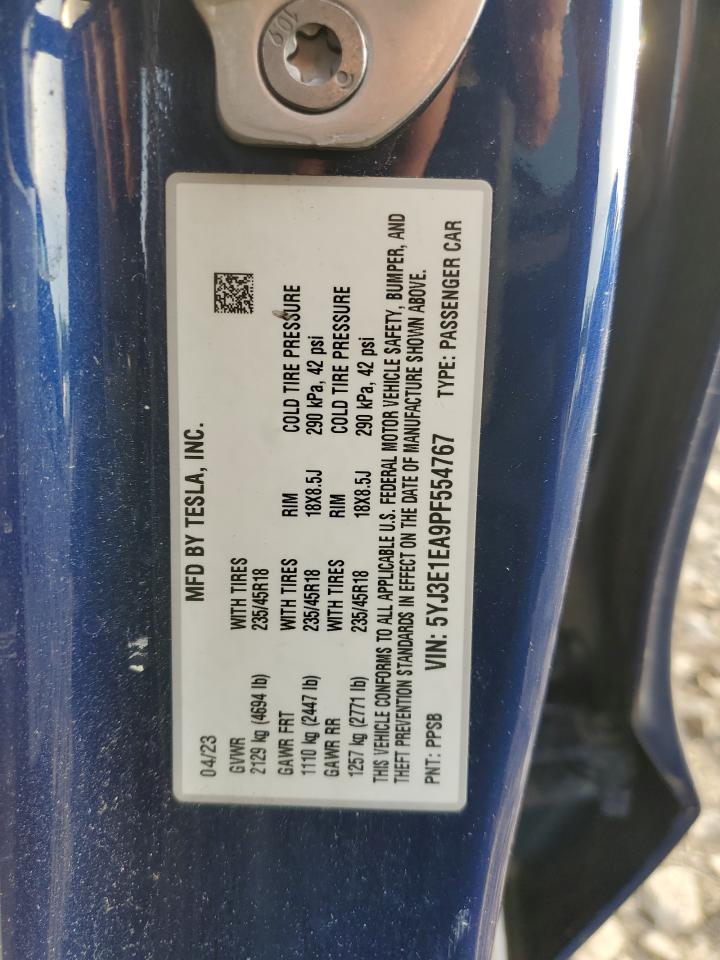 109
MFD BY TESLA, INC.
04/23
GVWR WITH TIRES
2129 kg (4694 lb) 235/45R18
GAWR FRT WITH TIRES RIM COLD TIRE PRESSURE
1110 kg (2447 lb) 235/45R18 18X8.5J 290 kPa, 42 psi
GAWR RR WITH TIRES RIM COLD TIRE PRESSURE
1257 kg (2771 lb) 235/45R18 18X8.5J 290 kPa, 42 psi
THIS VEHICLE CONFORMS TO ALL APPLICABLE U.S. FEDERAL MOTOR VEHICLE SAFETY, BUMPER, AND
THEFT PREVENTION STANDARDS IN EFFECT ON THE DATE OF MANUFACTURE SHOWN ABOVE.
PNT: PPSB VIN: 5YJ3E1EA9PF554767 TYPE: PASSENGER CAR